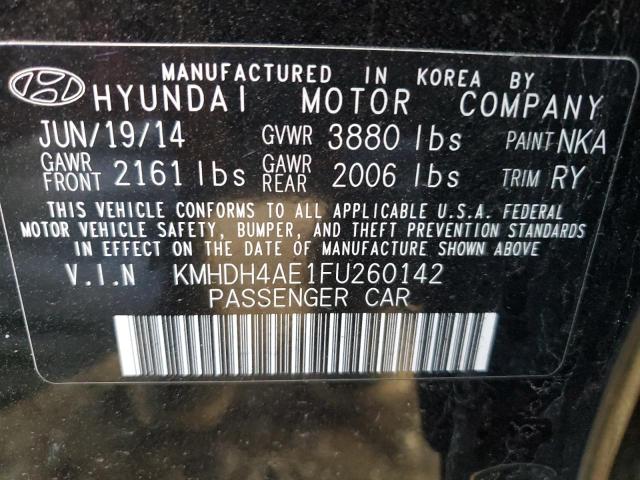 MANUFACTURED IN KOREA BY
HYUNDAI MOTOR COMPANY
JUN/19/14 GVWR 3880 lbs PAINT NKA
GAWR FRONT 2161 lbs GAWR REAR 2006 lbs TRIM RY
THIS VEHICLE CONFORMS TO ALL APPLICABLE U.S.A. FEDERAL
MOTOR VEHICLE SAFETY, BUMPER, AND THEFT PREVENTION STANDARDS
IN EFFECT ON THE DATE OF MANUFACTURE SHOWN ABOVE
V.I.N KMHDH4AE1FU260142
PASSENGER CAR